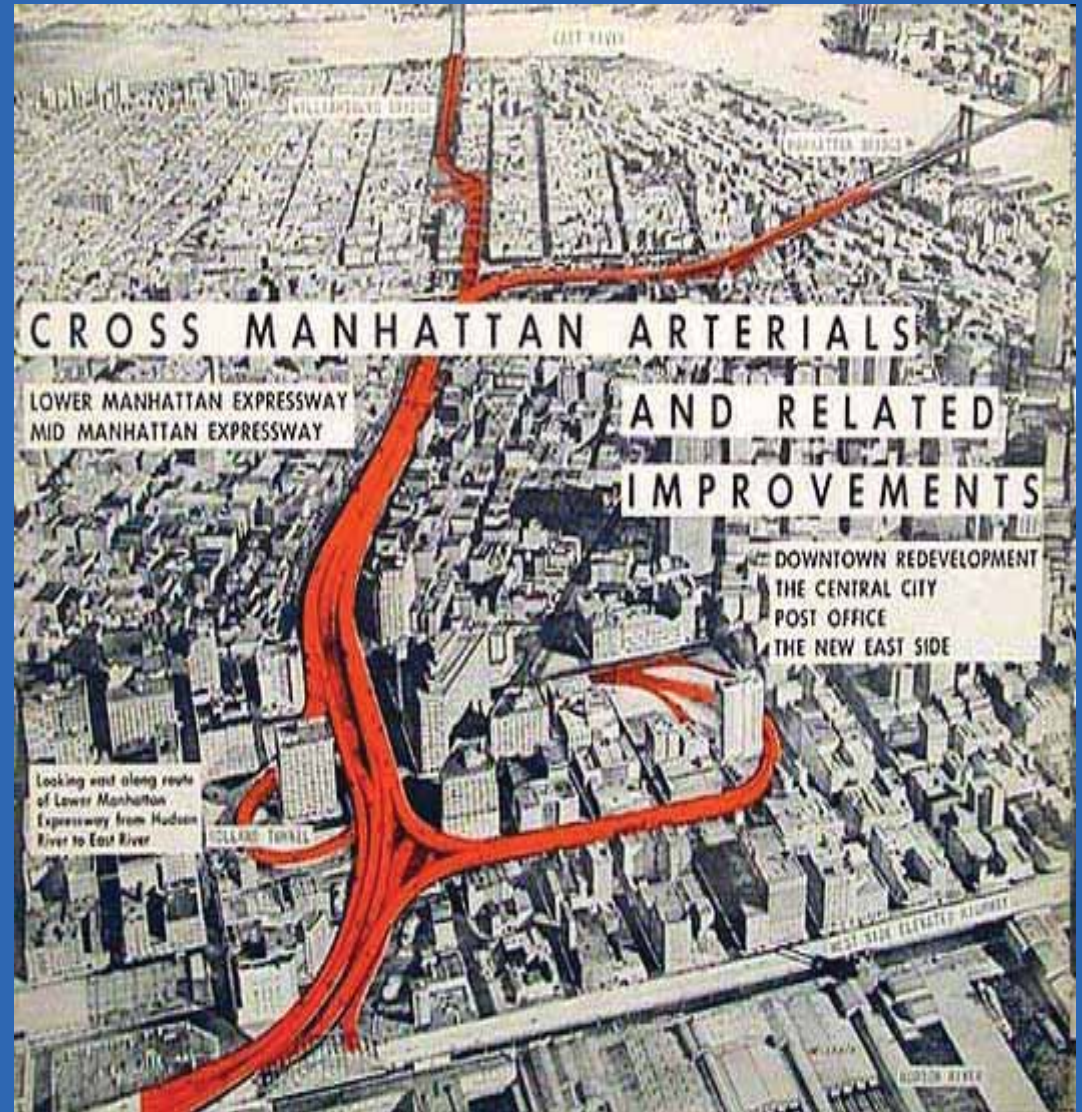 EAST RIVER
WILLIAMSBURG BRIDGE
MANHATTAN BRIDGE
CROSS MANHATTAN ARTERIALS
AND RELATED
IMPROVEMENTS
LOWER MANHATTAN EXPRESSWAY
MID MANHATTAN EXPRESSWAY
DOWNTOWN REDEVELOPMENT
THE CENTRAL CITY
POST OFFICE
THE NEW EAST SIDE
Looking east along route
of Lower Manhattan
Expressway from Hudson
River to East River
HOLLAND TUNNEL
WEST SIDE ELEVATED HIGHWAY
HUDSON RIVER